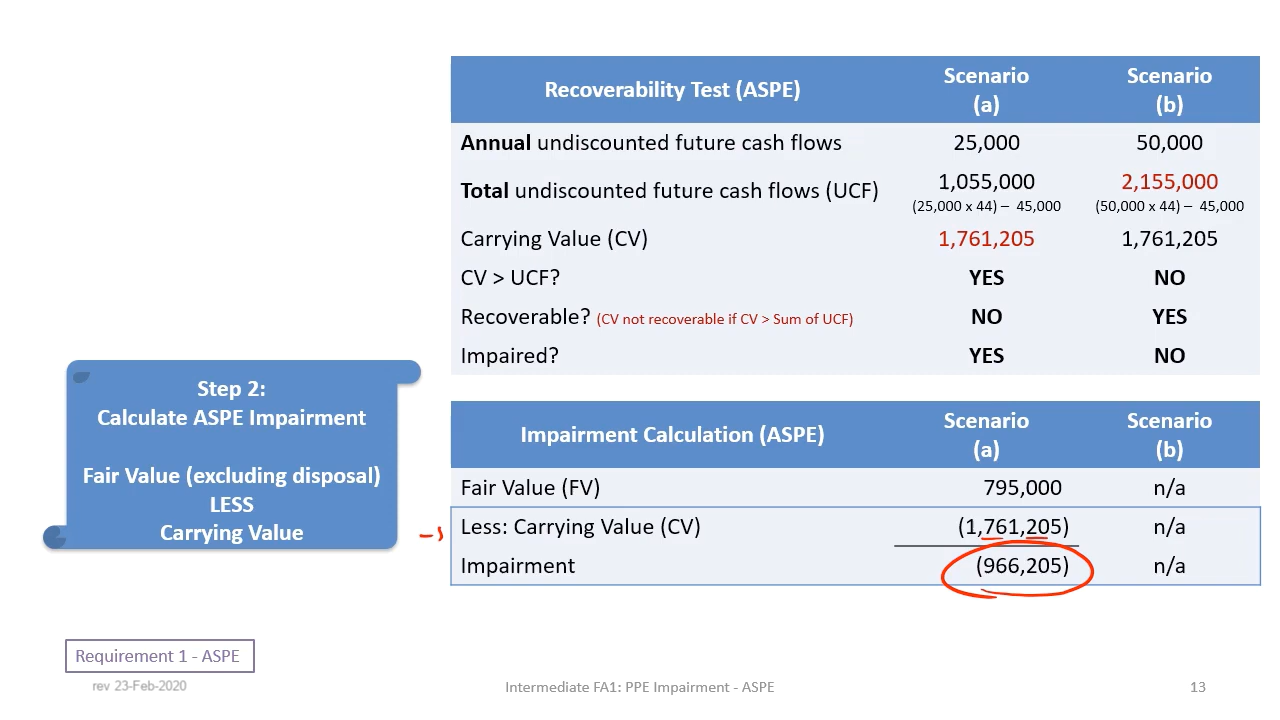 Recoverability Test (ASPE) Scenario (a) Scenario (b)
Annual undiscounted future cash flows 25,000 50,000
Total undiscounted future cash flows (UCF) 1,055,000 2,155,000
(25,000 x 44) – 45,000 (50,000 x 44) – 45,000
Carrying Value (CV) 1,761,205 1,761,205
CV > UCF? YES NO
Recoverable? (CV not recoverable if CV > Sum of UCF) NO YES
Impaired? YES NO
Step 2:
Calculate ASPE Impairment
Fair Value (excluding disposal)
LESS
Carrying Value
Impairment Calculation (ASPE) Scenario (a) Scenario (b)
Fair Value (FV) 795,000 n/a
Less: Carrying Value (CV) (1,761,205) n/a
Impairment (966,205) n/a
Requirement 1 - ASPE
rev 23-Feb-2020
Intermediate FA1: PPE Impairment - ASPE
13